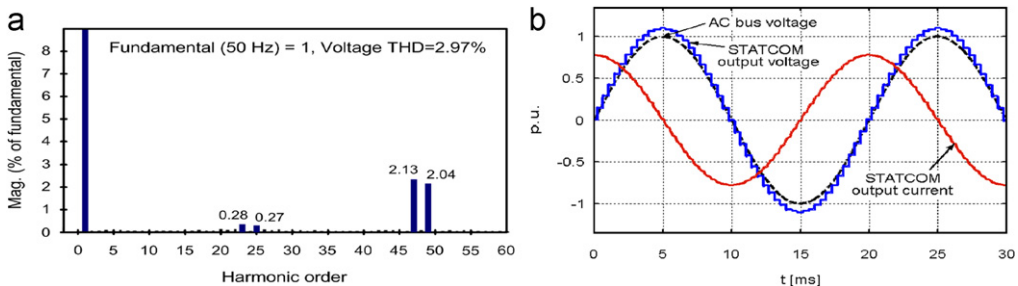 a
Fundamental (50 Hz) = 1, Voltage THD=2.97%
Mag. (% of fundamental)
8
7
6
5
4
3
2
1
0
0.28
0.27
2.13
2.04
0 5 10 15 20 25 30 35 40 45 50 55 60
Harmonic order
b
AC bus voltage
STATCOM
output voltage
p.u.
1
0.5
0
-0.5
-1
STATCOM
output current
0 5 10 15 20 25 30
t [ms]